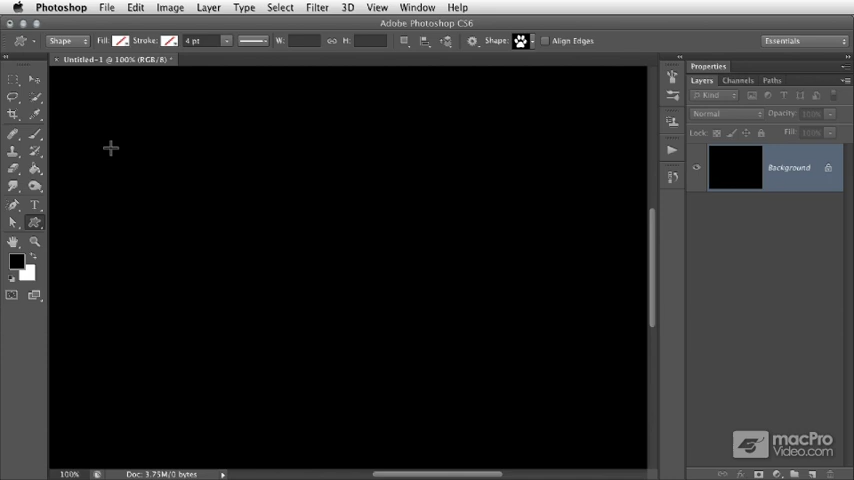 Photoshop File Edit Image Layer Type Select Filter 3D View Window Help
Adobe Photoshop CS6
Shape Fill: Stroke: 4 pt W: H: Shape: Align Edges Essentials
× Untitled-1 @ 100% (RGB/8) *
Properties
Layers Channels Paths
Kind
Normal Opacity: 100%
Lock: Fill: 100%
Background
macPro
Video.com
100% Doc: 3.75M/0 bytes